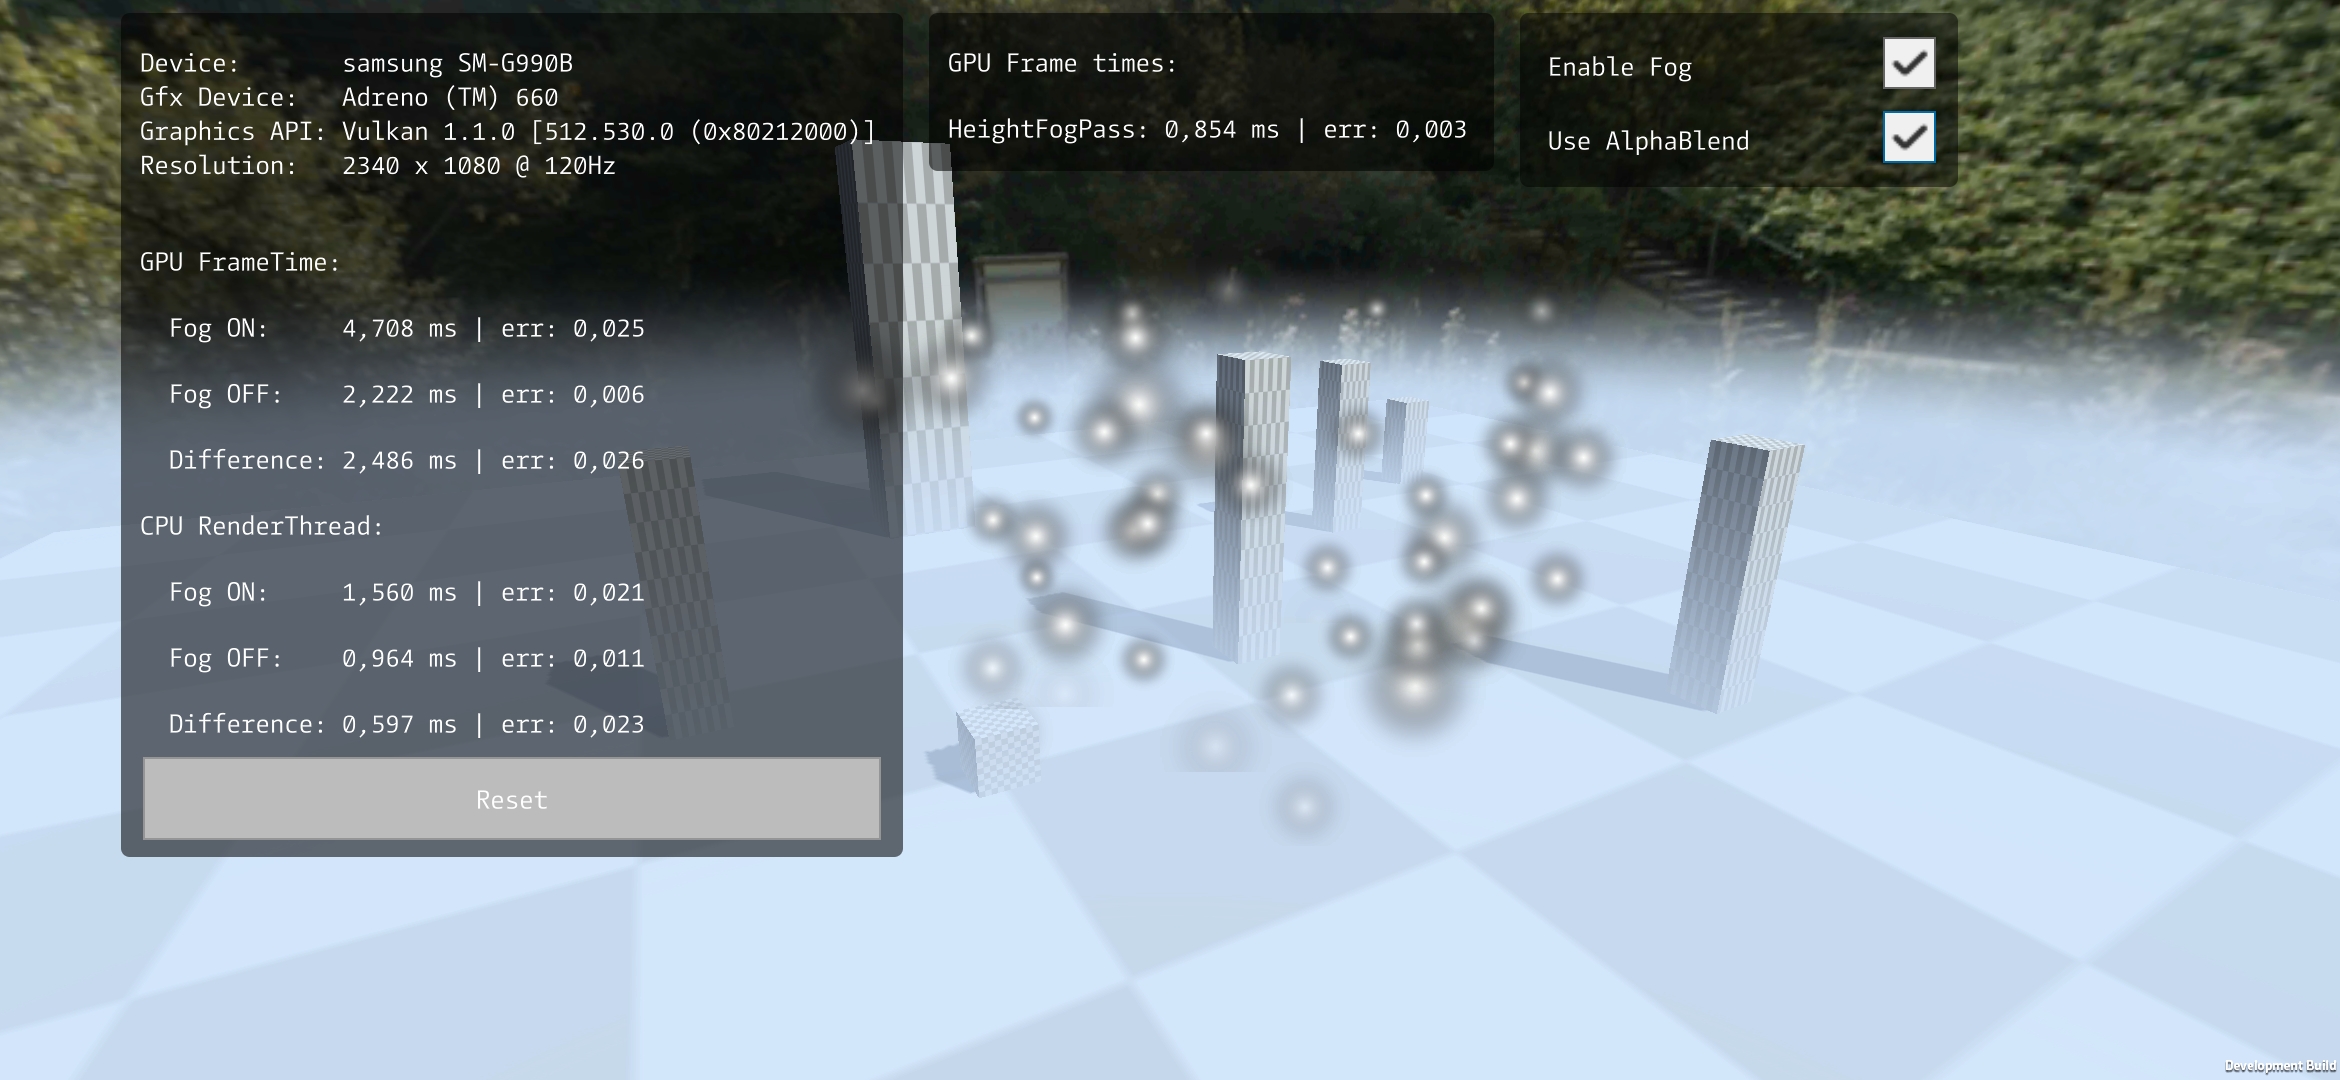 Device: samsung SM-G990B
Gfx Device: Adreno (TM) 660
Graphics API: Vulkan 1.1.0 [512.530.0 (0x80212000)]
Resolution: 2340 x 1080 @ 120Hz
GPU FrameTime:
Fog ON: 4,708 ms | err: 0,025
Fog OFF: 2,222 ms | err: 0,006
Difference: 2,486 ms | err: 0,026
CPU RenderThread:
Fog ON: 1,560 ms | err: 0,021
Fog OFF: 0,964 ms | err: 0,011
Difference: 0,597 ms | err: 0,023
Reset
GPU Frame times:
HeightFogPass: 0,854 ms | err: 0,003
Enable Fog
Use AlphaBlend
Development Build